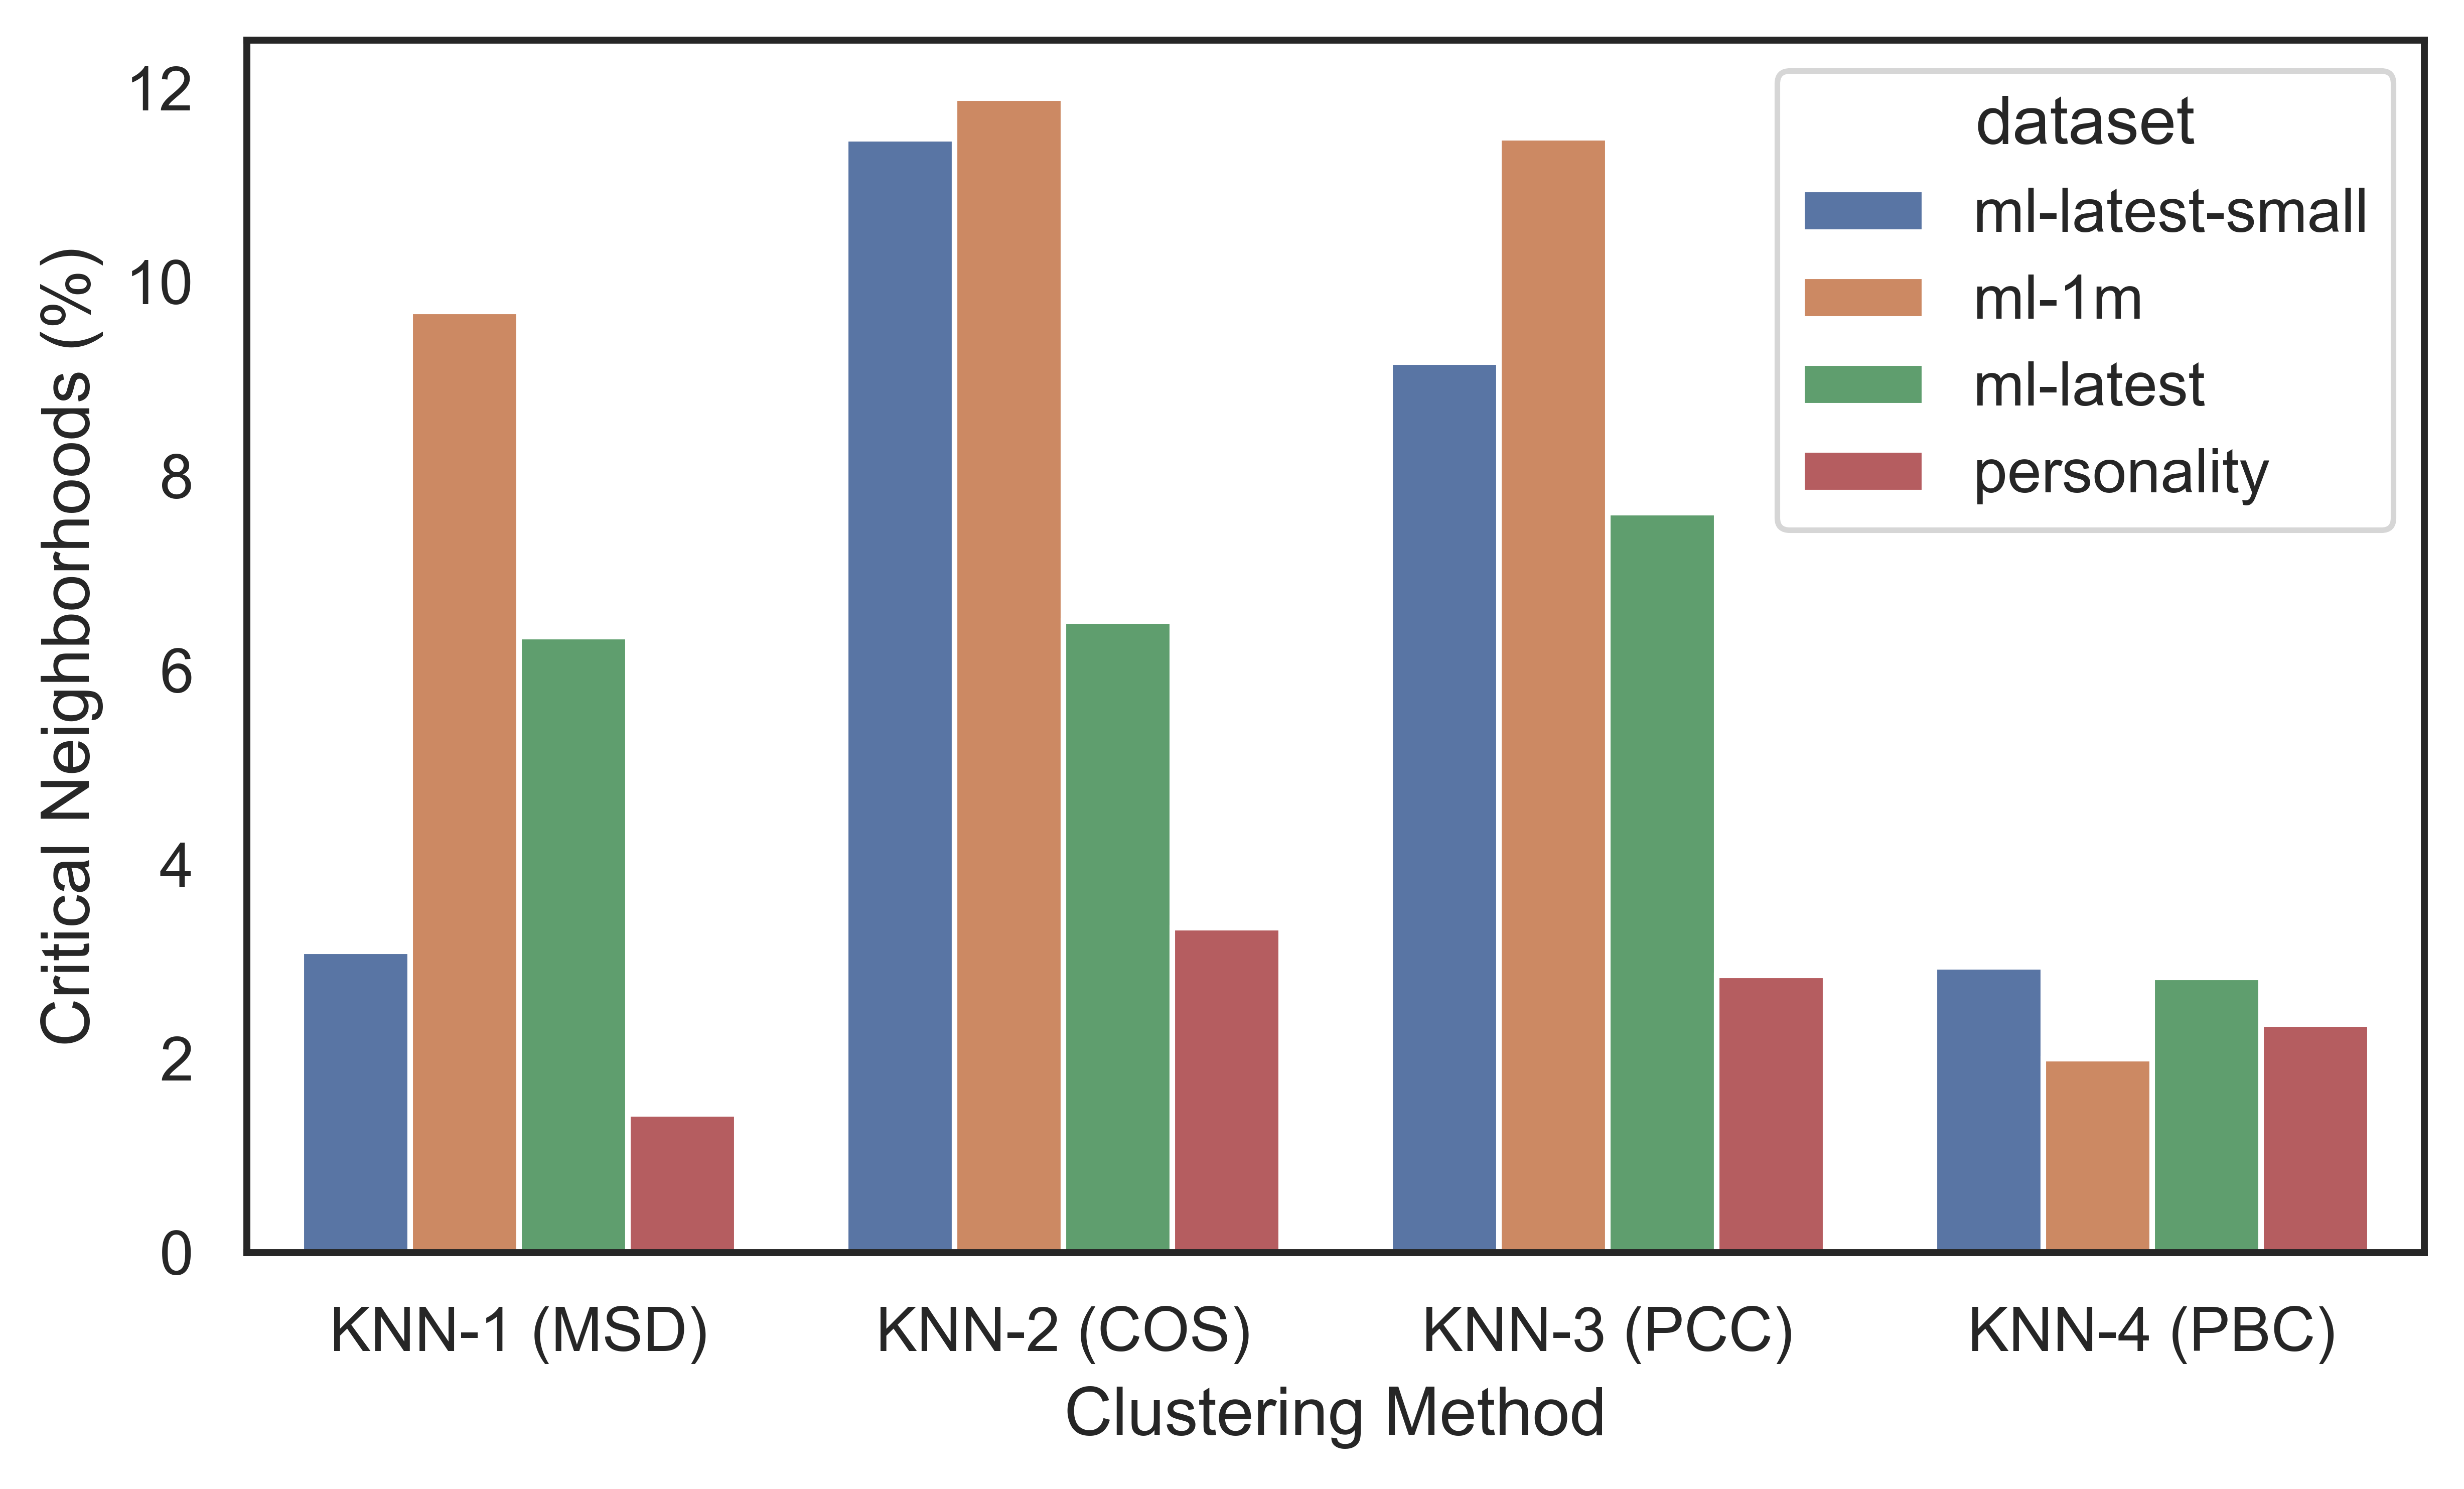 Critical Neighborhoods (%)
12
10
8
6
4
2
0
dataset
ml-latest-small
ml-1m
ml-latest
personality
KNN-1 (MSD)
KNN-2 (COS)
KNN-3 (PCC)
KNN-4 (PBC)
Clustering Method